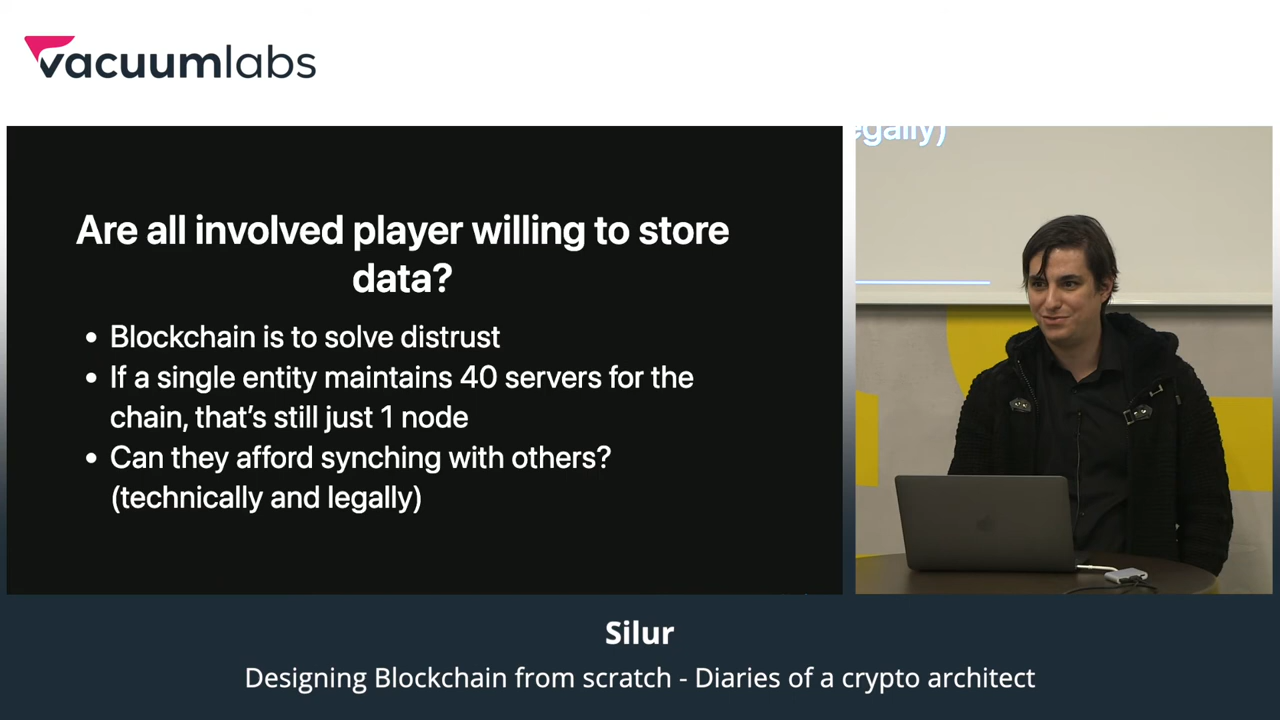 vacuumlabs
Are all involved player willing to store
data?
• Blockchain is to solve distrust
• If a single entity maintains 40 servers for the
chain, that's still just 1 node
• Can they afford synching with others?
(technically and legally)
egally)
Silur
Designing Blockchain from scratch - Diaries of a crypto architect